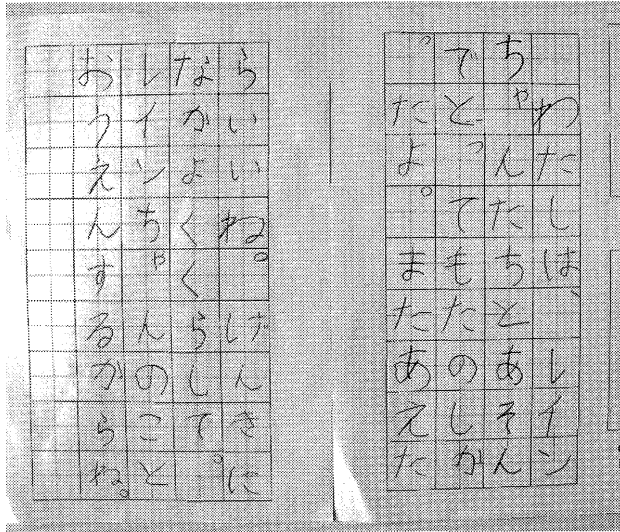 わたしは、レイン
ちゃんたちとあそん
でとってもたのしか
ったよ。またあえた
らいいね。げんきに
なかよくくらして。
レインちゃんのこと
おうえんするからね。